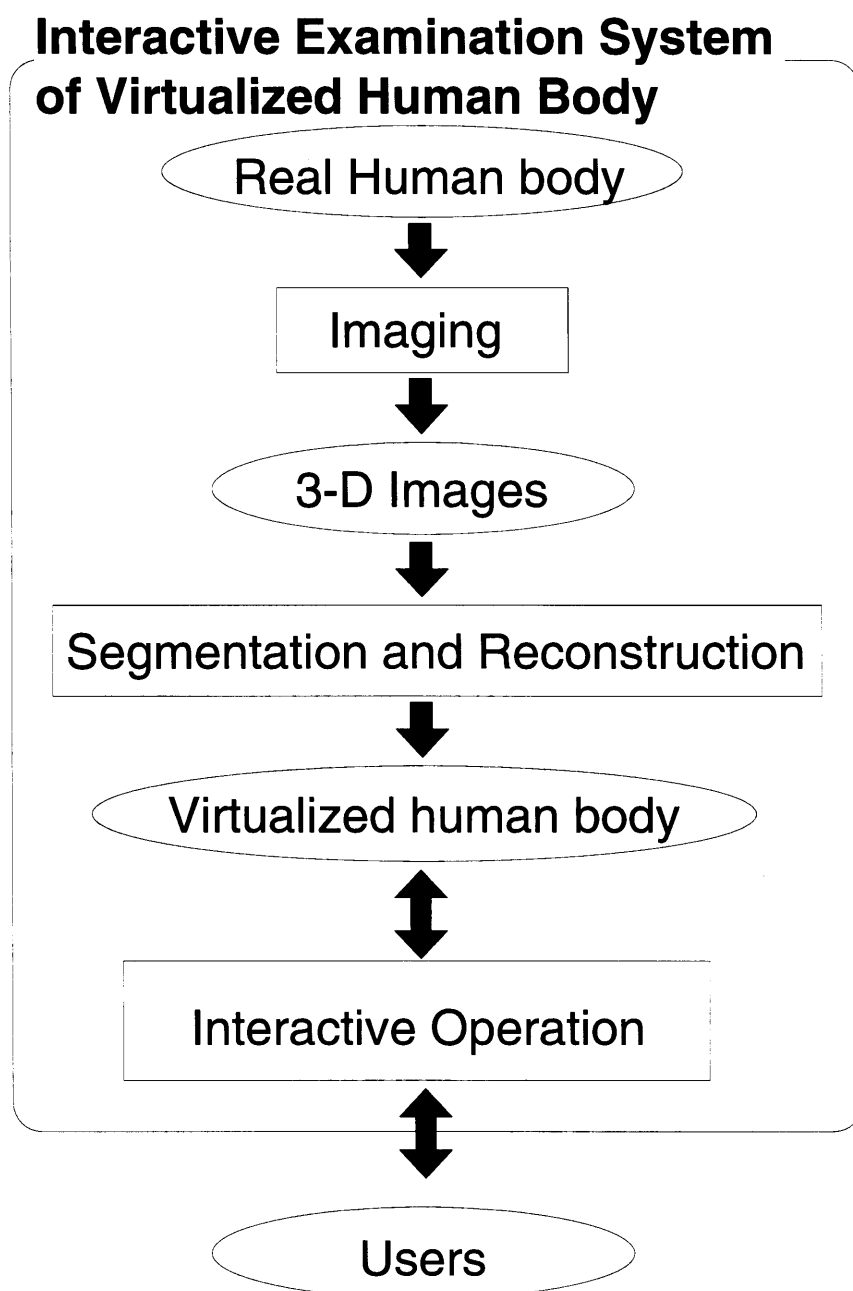 Interactive Examination System
of Virtualized Human Body
Real Human body
Imaging
3-D Images
Segmentation and Reconstruction
Virtualized human body
Interactive Operation
Users